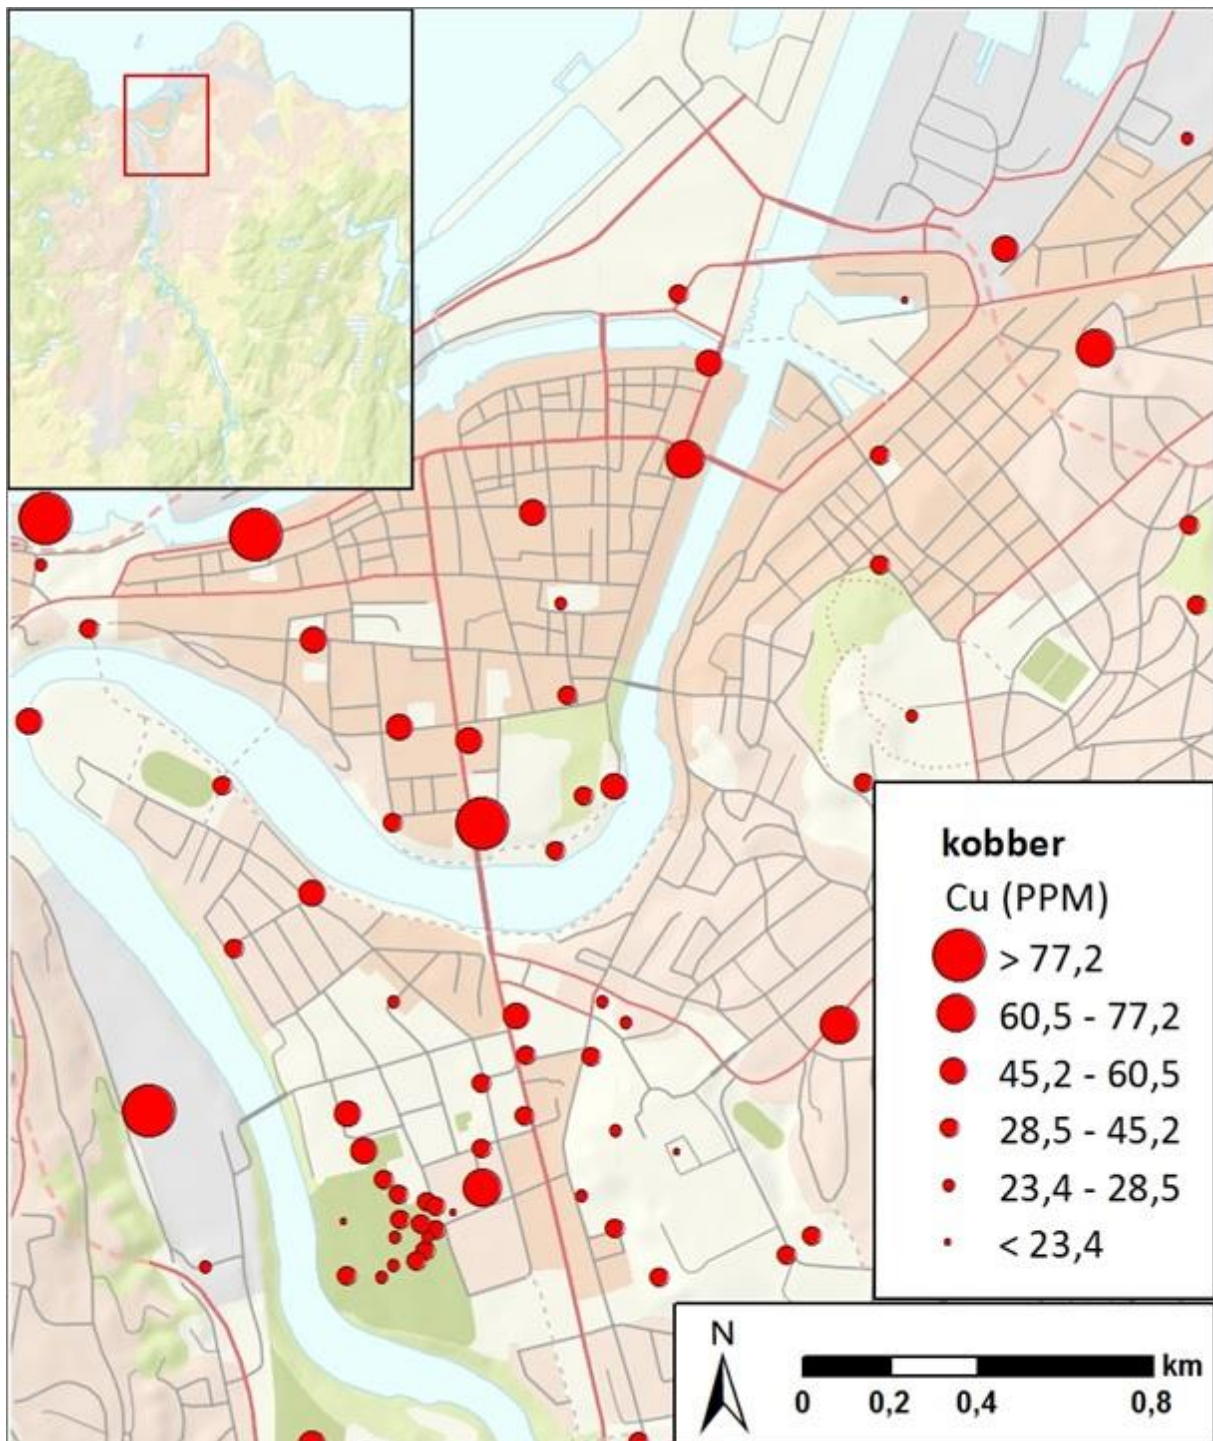 kobber
Cu (PPM)
> 77,2
60,5 - 77,2
45,2 - 60,5
28,5 - 45,2
23,4 - 28,5
< 23,4
N
km
0 0,2 0,4 0,8